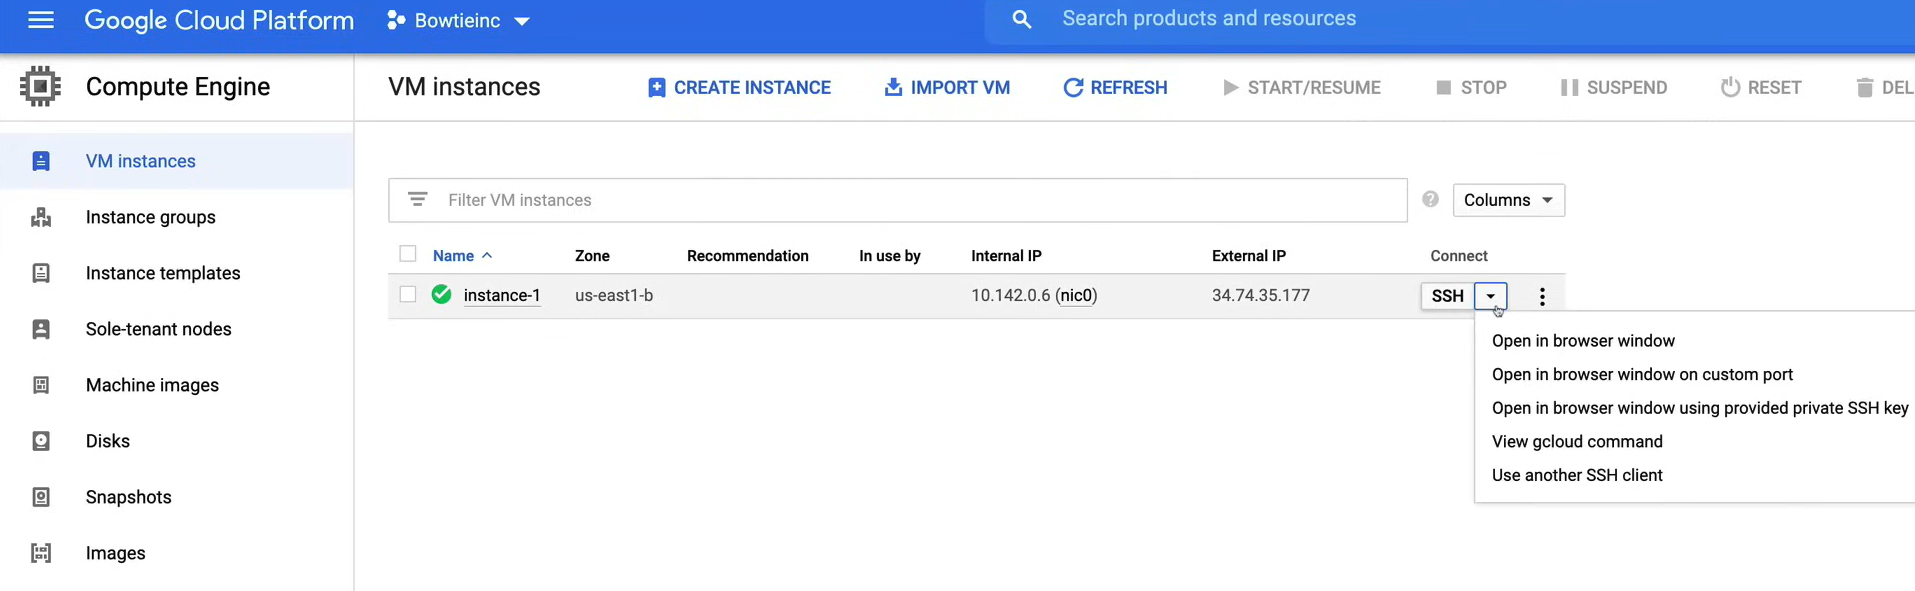 Google Cloud Platform
Bowtieinc
Search products and resources
Compute Engine
VM instances
CREATE INSTANCE
IMPORT VM
REFRESH
START/RESUME
STOP
SUSPEND
RESET
DEL
VM instances
Instance groups
Instance templates
Sole-tenant nodes
Machine images
Disks
Snapshots
Images
Filter VM instances
Columns
Name Zone Recommendation In use by Internal IP External IP Connect
instance-1 us-east1-b 10.142.0.6 (nic0) 34.74.35.177 SSH
Open in browser window
Open in browser window on custom port
Open in browser window using provided private SSH key
View gcloud command
Use another SSH client